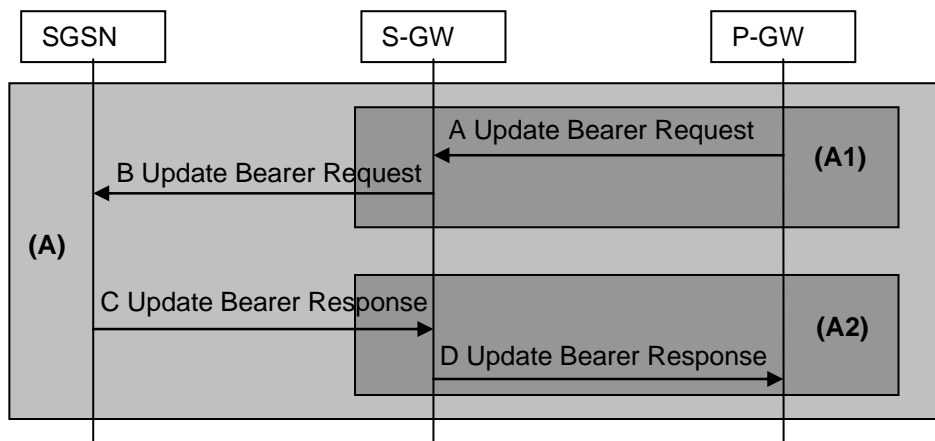 SGSN
S-GW
P-GW
A Update Bearer Request
(A1)
B Update Bearer Request
(A)
C Update Bearer Response
(A2)
D Update Bearer Response